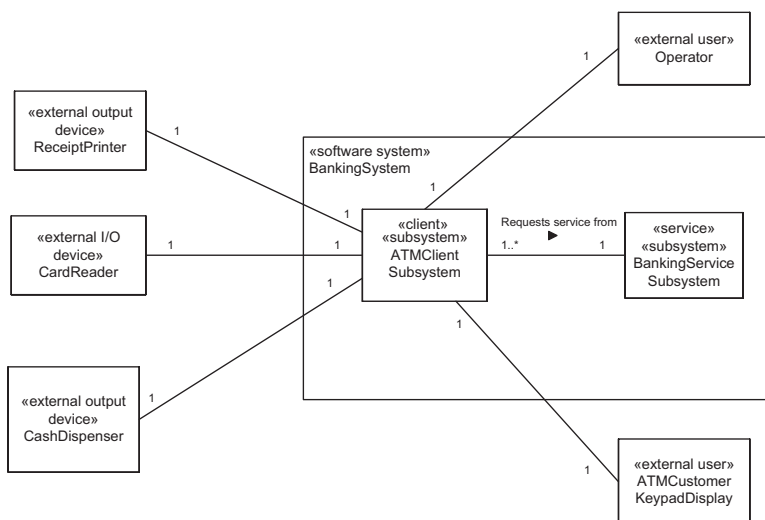 «external user»
Operator
1
«external output
device»
ReceiptPrinter
1
«software system»
BankingSystem
1
1
«client»
«subsystem»
ATMClient
Subsystem
Requests service from
1..*
1
«service»
«subsystem»
BankingService
Subsystem
«external I/O
device»
CardReader
1
1
1
1
«external output
device»
CashDispenser
1
1
«external user»
ATMCustomer
KeypadDisplay